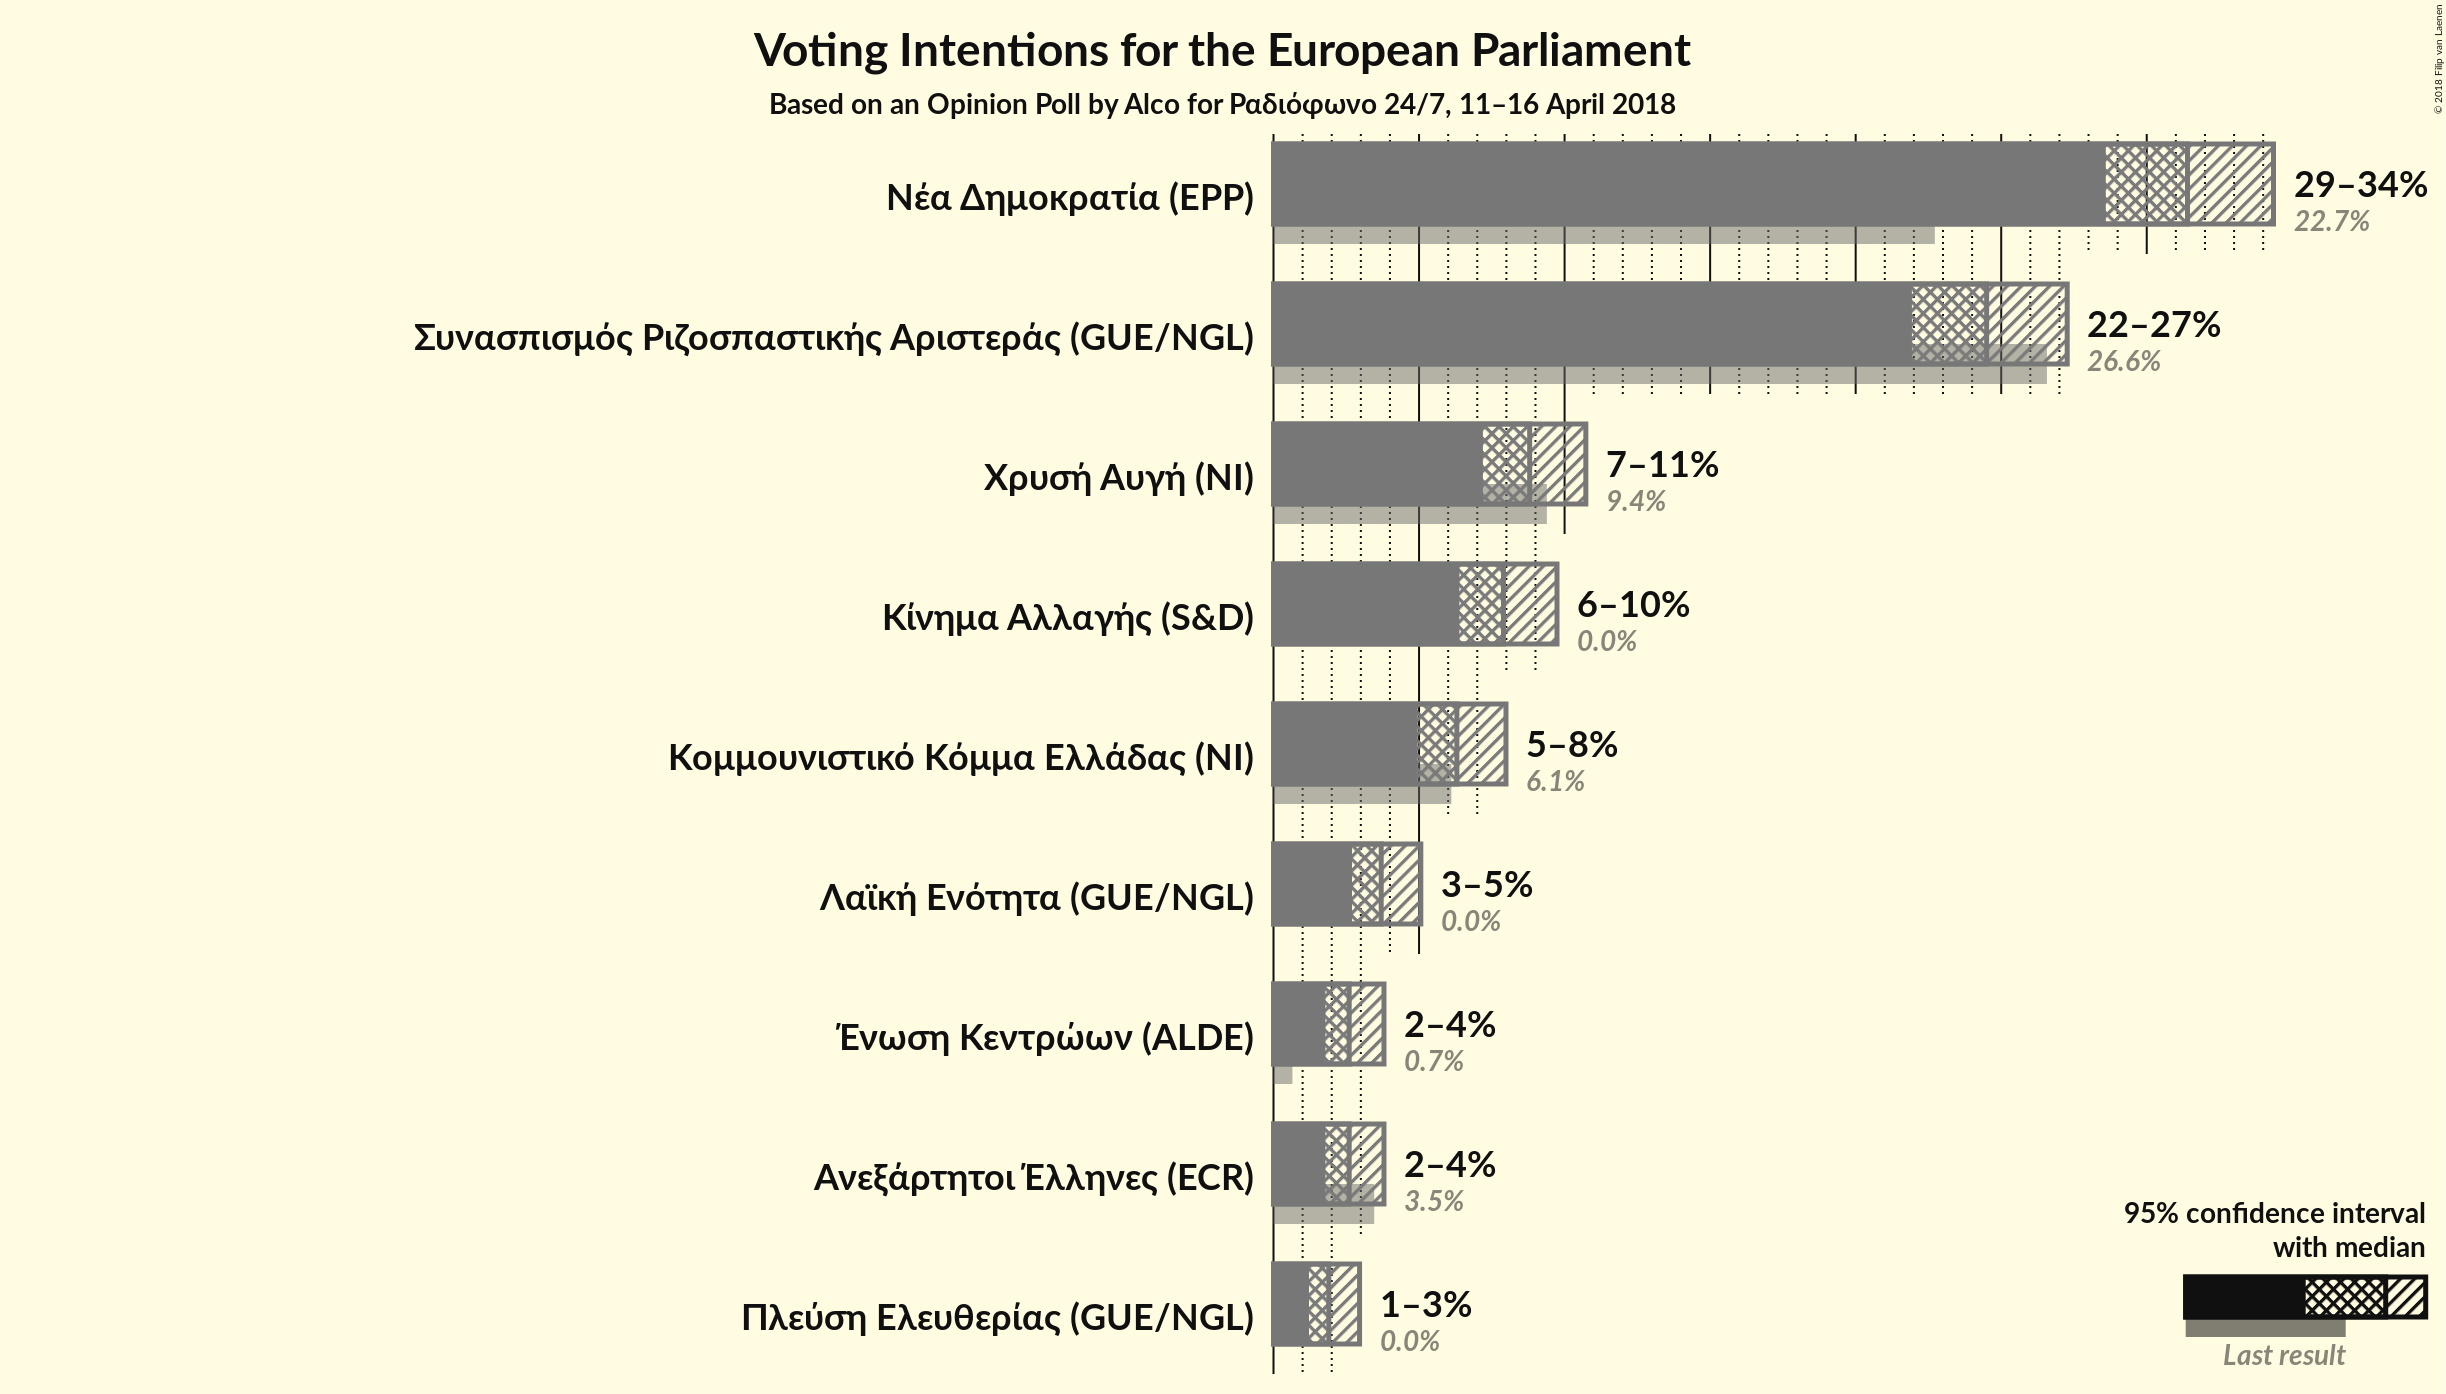 © 2018 Filip van Laenen
Voting Intentions for the European Parliament
Based on an Opinion Poll by Alco for Ραδιόφωνο 24/7, 11–16 April 2018
Νέα Δημοκρατία (EPP)
29–34%
22.7%
Συνασπισμός Ριζοσπαστικής Αριστεράς (GUE/NGL)
22–27%
26.6%
Χρυσή Αυγή (NI)
7–11%
9.4%
Κίνημα Αλλαγής (S&D)
6–10%
0.0%
Κομμουνιστικό Κόμμα Ελλάδας (NI)
5–8%
6.1%
Λαϊκή Ενότητα (GUE/NGL)
3–5%
0.0%
Ένωση Κεντρώων (ALDE)
2–4%
0.7%
Ανεξάρτητοι Έλληνες (ECR)
2–4%
3.5%
Πλεύση Ελευθερίας (GUE/NGL)
1–3%
0.0%
95% confidence interval
with median
Last result